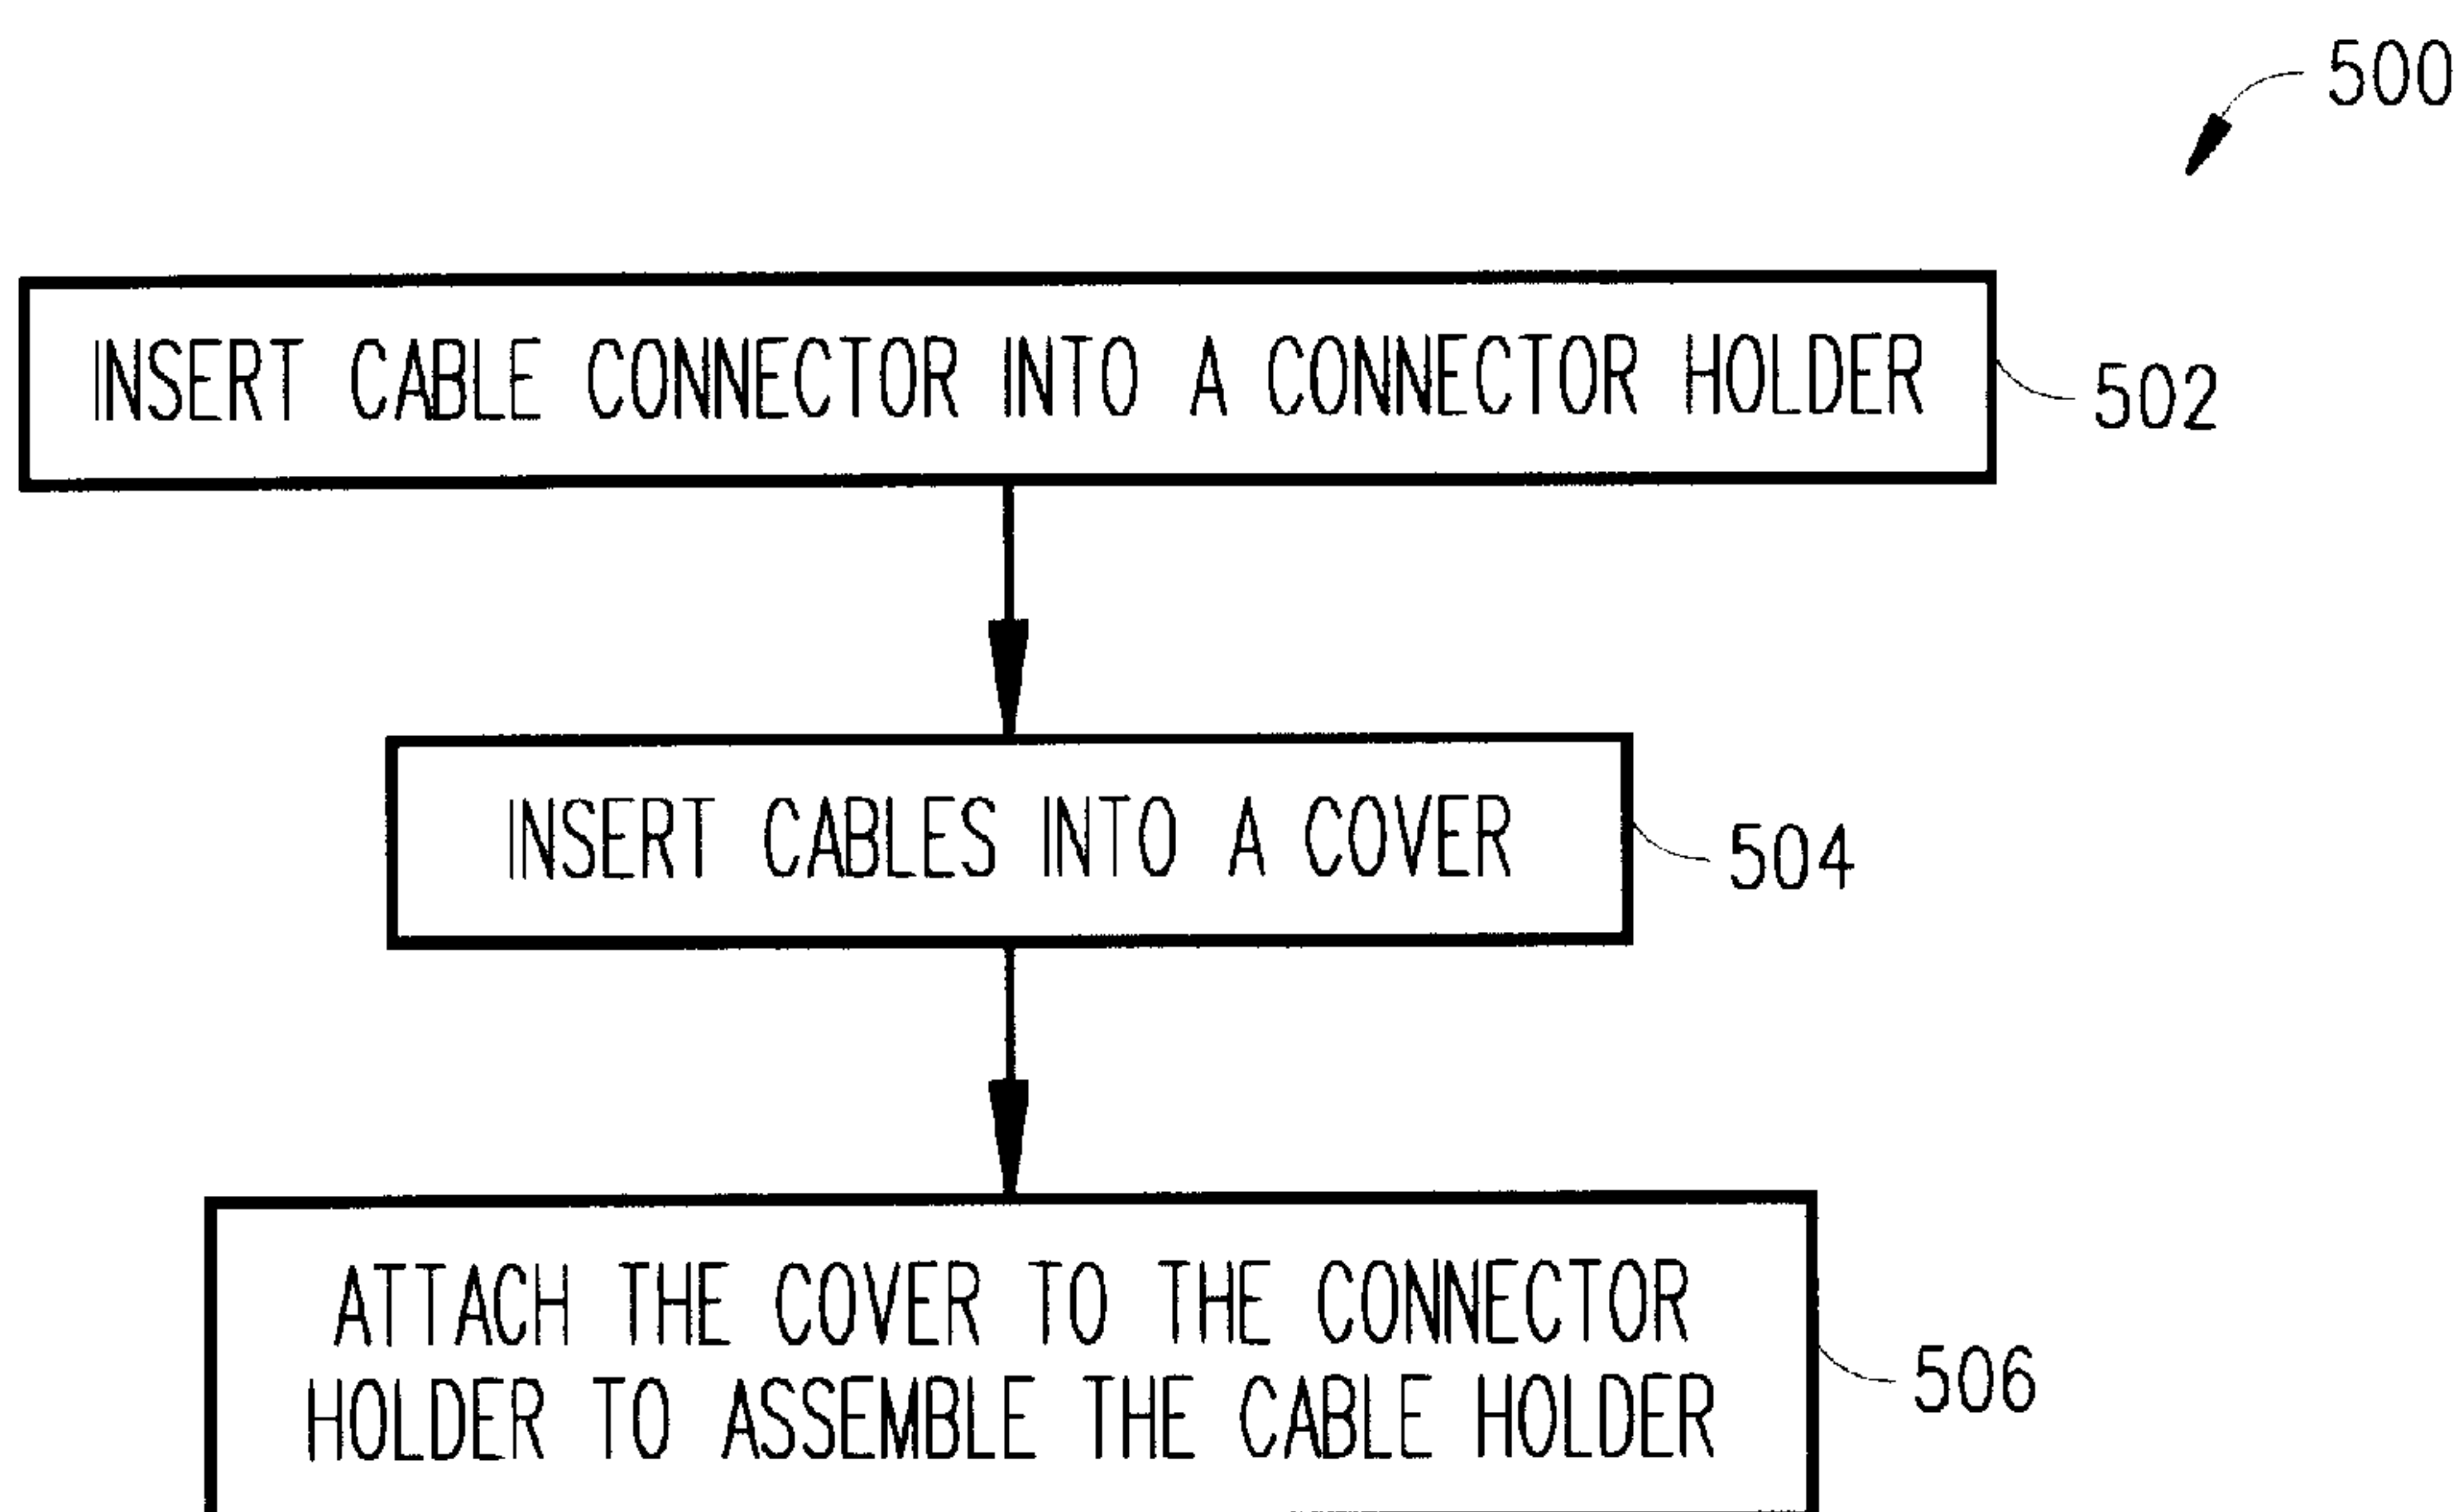 500
INSERT CABLE CONNECTOR INTO A CONNECTOR HOLDER
502
INSERT CABLES INTO A COVER
504
ATTACH THE COVER TO THE CONNECTOR
HOLDER TO ASSEMBLE THE CABLE HOLDER
506